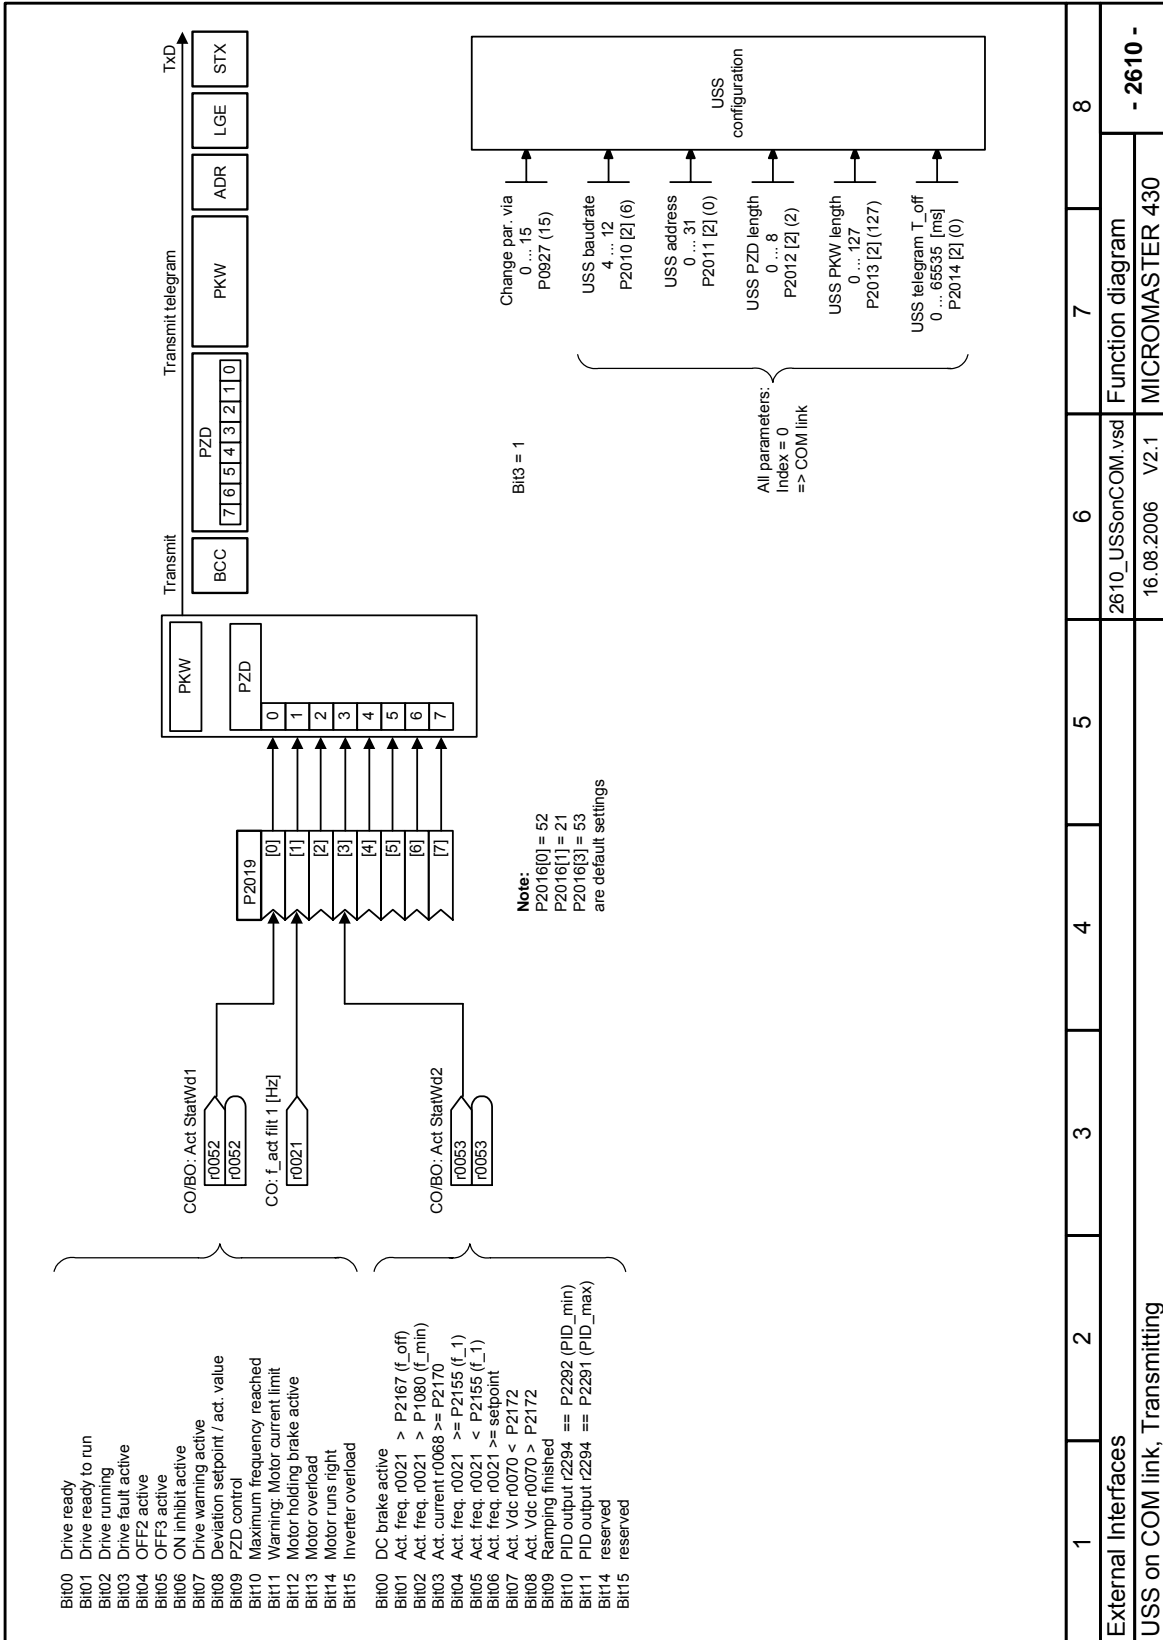 TxD
Transmit telegram
Transmit
BCC
PZD
7 6 5 4 3 2 1 0
PKW
ADR
LGE
STX
PKW
PZD
0
1
2
3
4
5
6
7
P2019
[0]
[1]
[2]
[3]
[4]
[5]
[6]
[7]
Note:
P2016[0] = 52
P2016[1] = 21
P2016[3] = 53
are default settings
CO/BO: Act StatWd1
r0052
r0052
CO: f_act filt 1 [Hz]
r0021
CO/BO: Act StatWd2
r0053
r0053
Bit00 Drive ready
Bit01 Drive ready to run
Bit02 Drive running
Bit03 Drive fault active
Bit04 OFF2 active
Bit05 OFF3 active
Bit06 ON inhibit active
Bit07 Drive warning active
Bit08 Deviation setpoint / act. value
Bit09 PZD control
Bit10 Maximum frequency reached
Bit11 Warning: Motor current limit
Bit12 Motor holding brake active
Bit13 Motor overload
Bit14 Motor runs right
Bit15 Inverter overload
Bit00 DC brake active
Bit01 Act. freq. r0021 > P2167 (f_off)
Bit02 Act. freq. r0021 > P1080 (f_min)
Bit03 Act. current r0068 >= P2170
Bit04 Act. freq. r0021 >= P2155 (f_1)
Bit05 Act. freq. r0021 < P2155 (f_1)
Bit06 Act. freq. r0021 >= setpoint
Bit07 Act. Vdc r0070 < P2172
Bit08 Act. Vdc r0070 > P2172
Bit09 Ramping finished
Bit10 PID output r2294 == P2292 (PID_min)
Bit11 PID output r2294 == P2291 (PID_max)
Bit14 reserved
Bit15 reserved
Bit3 = 1
All parameters:
Index = 0
=> COM link
Change par. via
0 ... 15
P0927 (15)
USS baudrate
4 ... 12
P2010 [2] (6)
USS address
0 ... 31
P2011 [2] (0)
USS PZD length
0 ... 8
P2012 [2] (2)
USS PKW length
0 ... 127
P2013 [2] (127)
USS telegram T_off
0 ... 65535 [ms]
P2014 [2] (0)
USS
configuration
1 2 3 4 5 6 7 8
External Interfaces
2610_USSonCOM.vsd
Function diagram
- 2610 -
USS on COM link, Transmitting
16.08.2006 V2.1
MICROMASTER 430